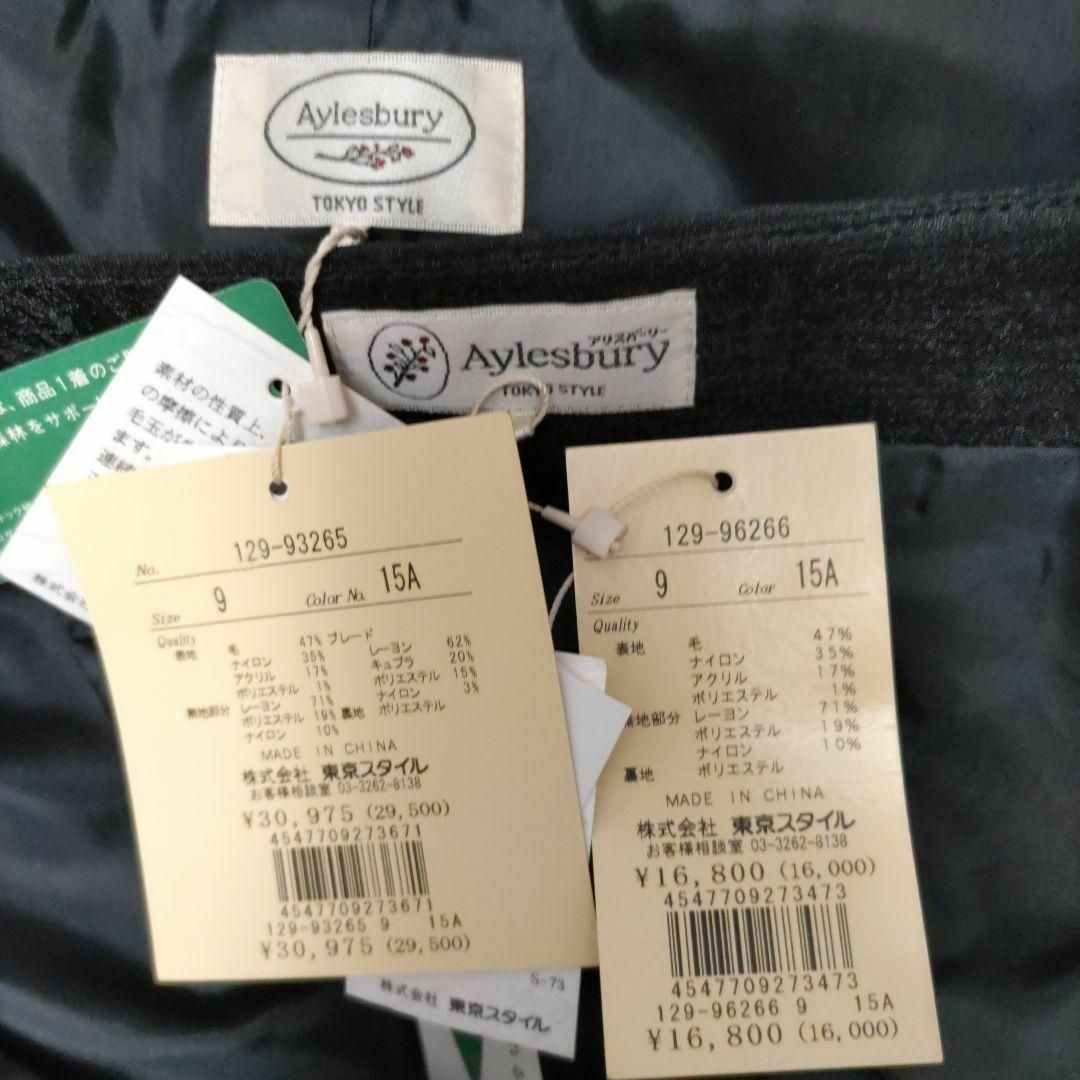 Aylesbury
TOKYO STYLE
アリスバーリー
Aylesbury
TOKYO STYLE
商品1着のご
森林をサポー
素材の性質上、
の摩擦により
毛玉が
ます。
連続
株式会
No. 129-93265
Size 9 Color No. 15A
Quality
表地 毛 47% ブレード
ナイロン 35% レーヨン 62%
アクリル 17% キュプラ 20%
ポリエステル 1% ポリエステル 15%
無地部分 レーヨン 71% ナイロン 3%
ポリエステル 19% 裏地 ポリエステル
ナイロン 10%
MADE IN CHINA
株式会社 東京スタイル
お客様相談室 03-3262-8138
¥30,975 (29,500)
4547709273671
4547709273671
129-93265 9 15A
¥30,975 (29,500)
S-73
株式会社 東京スタイル
129-96266
Size 9 Color 15A
Quality
表地 毛 47%
ナイロン 35%
アクリル 17%
ポリエステル 1%
無地部分 レーヨン 71%
ポリエステル 19%
ナイロン 10%
裏地 ポリエステル
MADE IN CHINA
株式会社 東京スタイル
お客様相談室 03-3262-8138
¥16,800 (16,000)
4547709273473
4547709273473
129-96266 9 15A
¥16,800 (16,000)